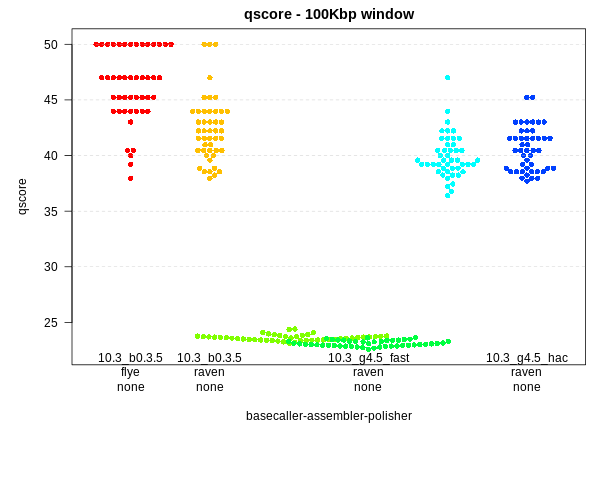 qscore - 100Kbp window
qscore
50
45
40
35
30
25
10.3_b0.3.5 10.3_b0.3.5 10.3_g4.5_fast 10.3_g4.5_hac
flye raven raven raven
none none none none
basecaller-assembler-polisher